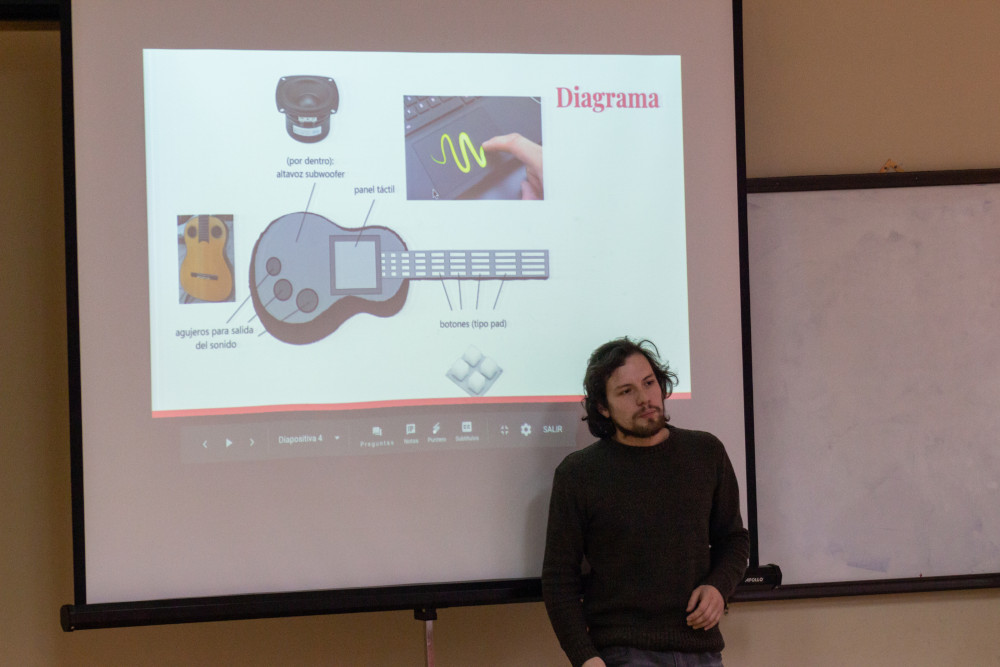 Diagrama
(por dentro):
altavoz subwoofer
panel táctil
agujeros para salida
del sonido
botones (tipo pad)
Diapositiva 4
Preguntas
Notas
Puntero
Subtítulos
SALIR
APOLLO